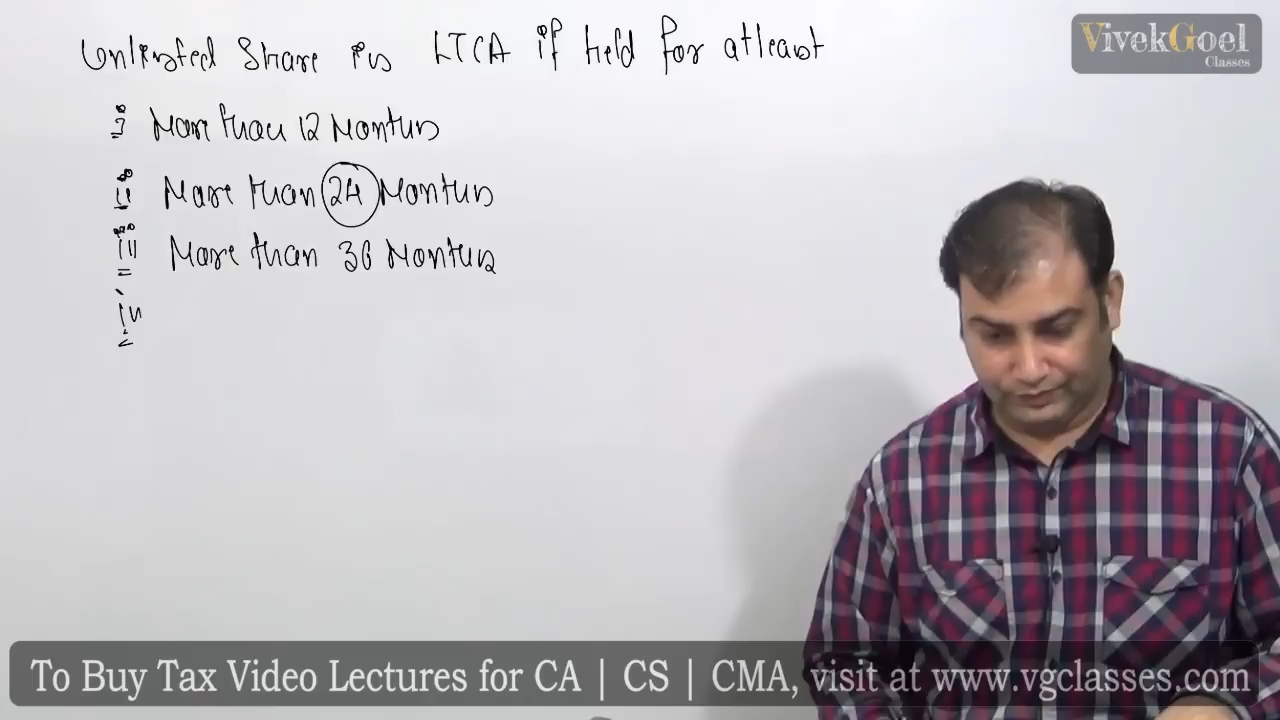 Unlisted Share is LTCA if held for atleast
VivekGoel
Classes
i More than 12 Months
ii More than 24 Months
iii More than 36 Months
iv
To Buy Tax Video Lectures for CA | CS | CMA, visit at www.vgclasses.com